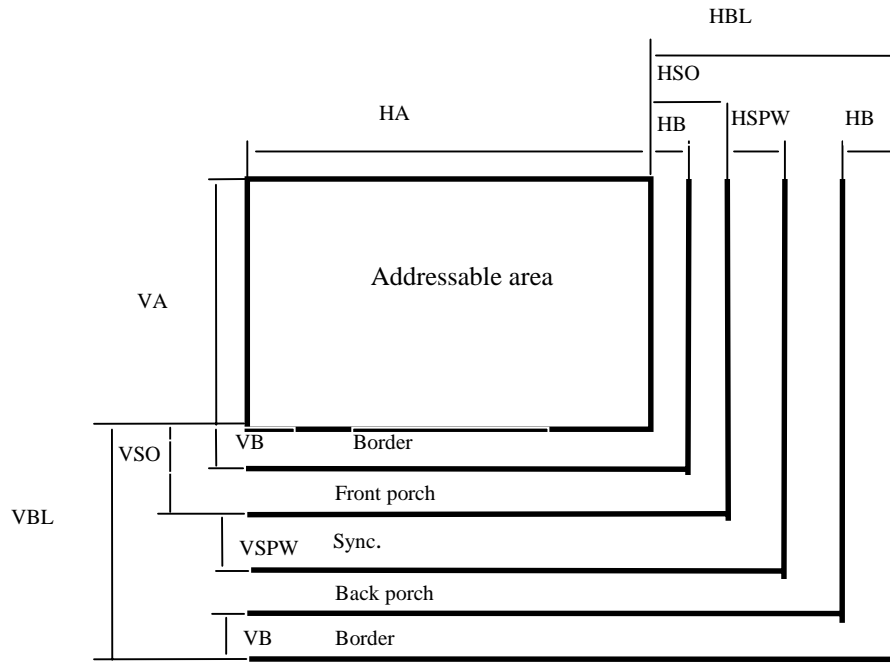 HBL
HSO
HA
HB
HSPW
HB
Addressable area
VA
VB
Border
VSO
Front porch
VBL
VSPW
Sync.
Back porch
VB
Border